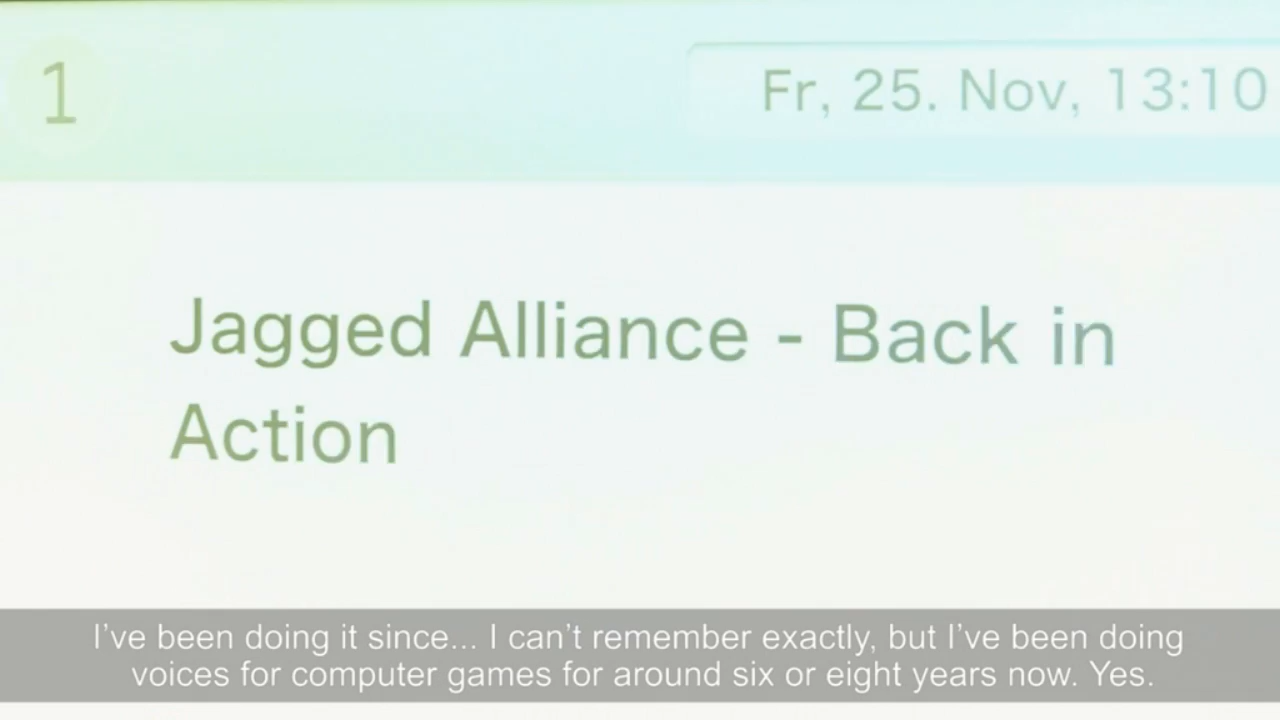 1
Fr, 25. Nov, 13:10
Jagged Alliance - Back in
Action
I’ve been doing it since... I can’t remember exactly, but I’ve been doing
voices for computer games for around six or eight years now. Yes.